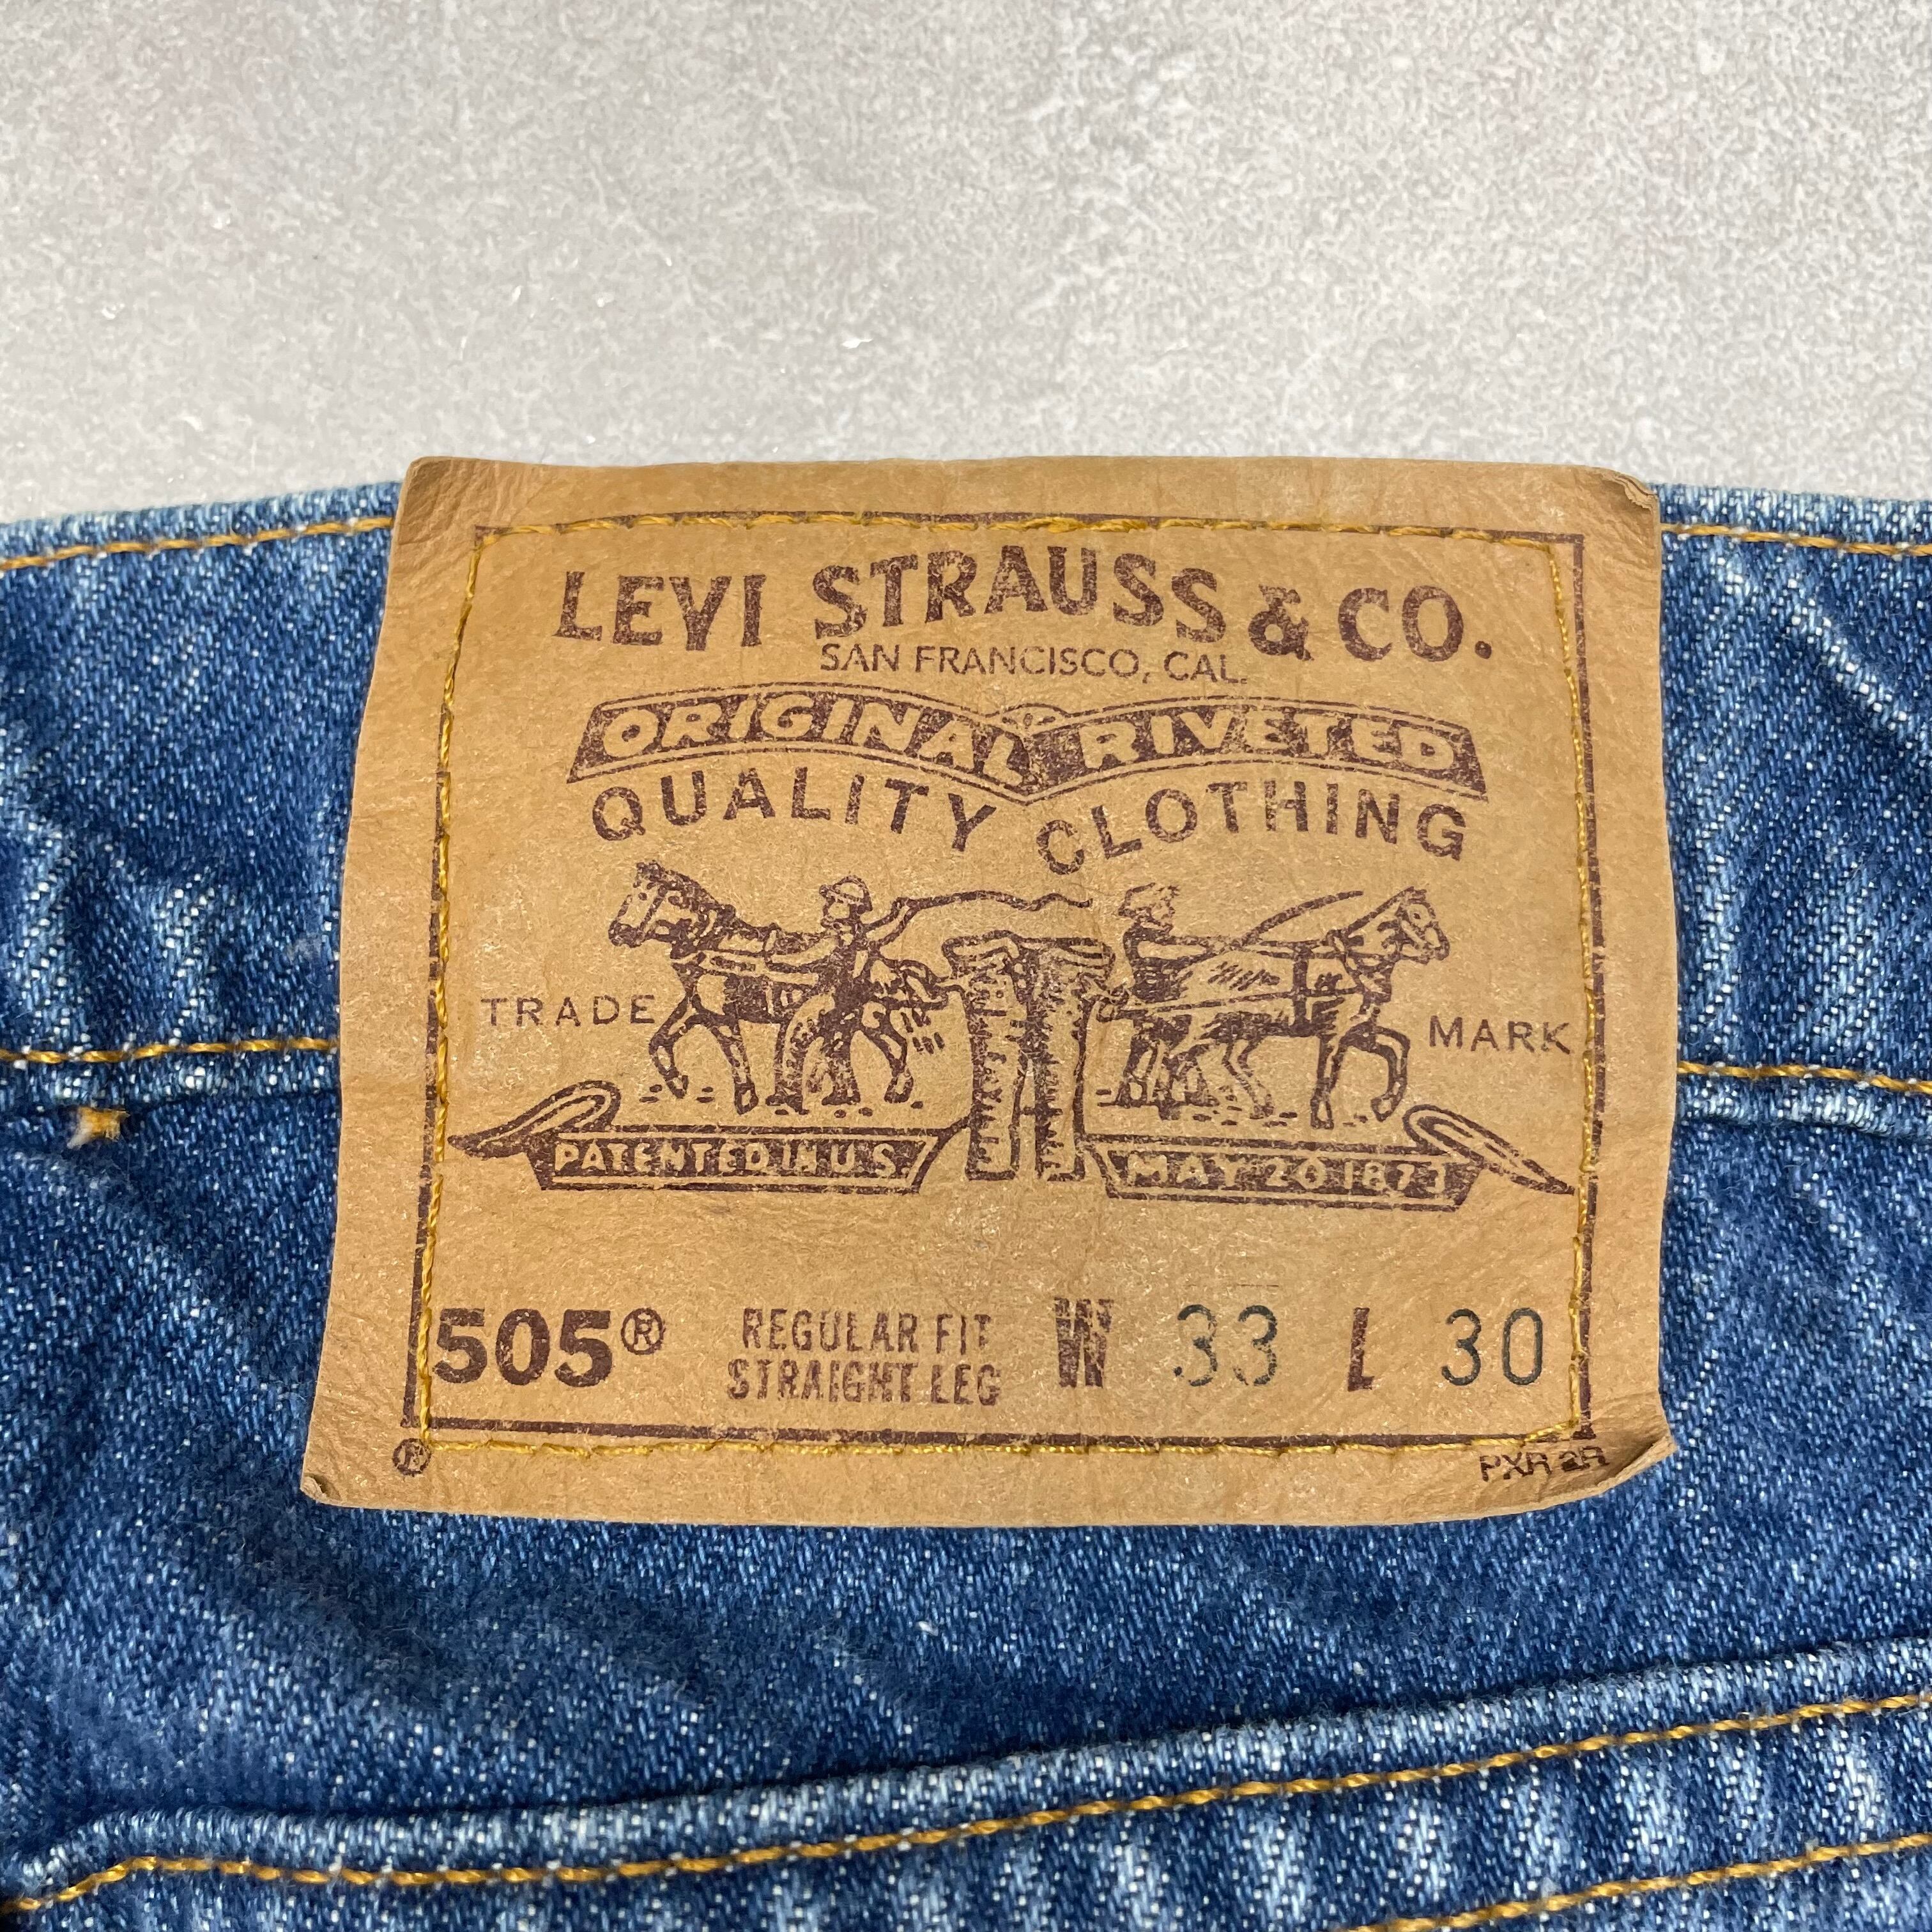 LEVI STRAUSS & CO.
SAN FRANCISCO, CAL.
ORIGINAL RIVETED
QUALITY CLOTHING
TRADE MARK
PATENTED IN U.S. MAY 20 1873
505® REGULAR FIT W 33 L 30
STRAIGHT LEG
® PXR 2R